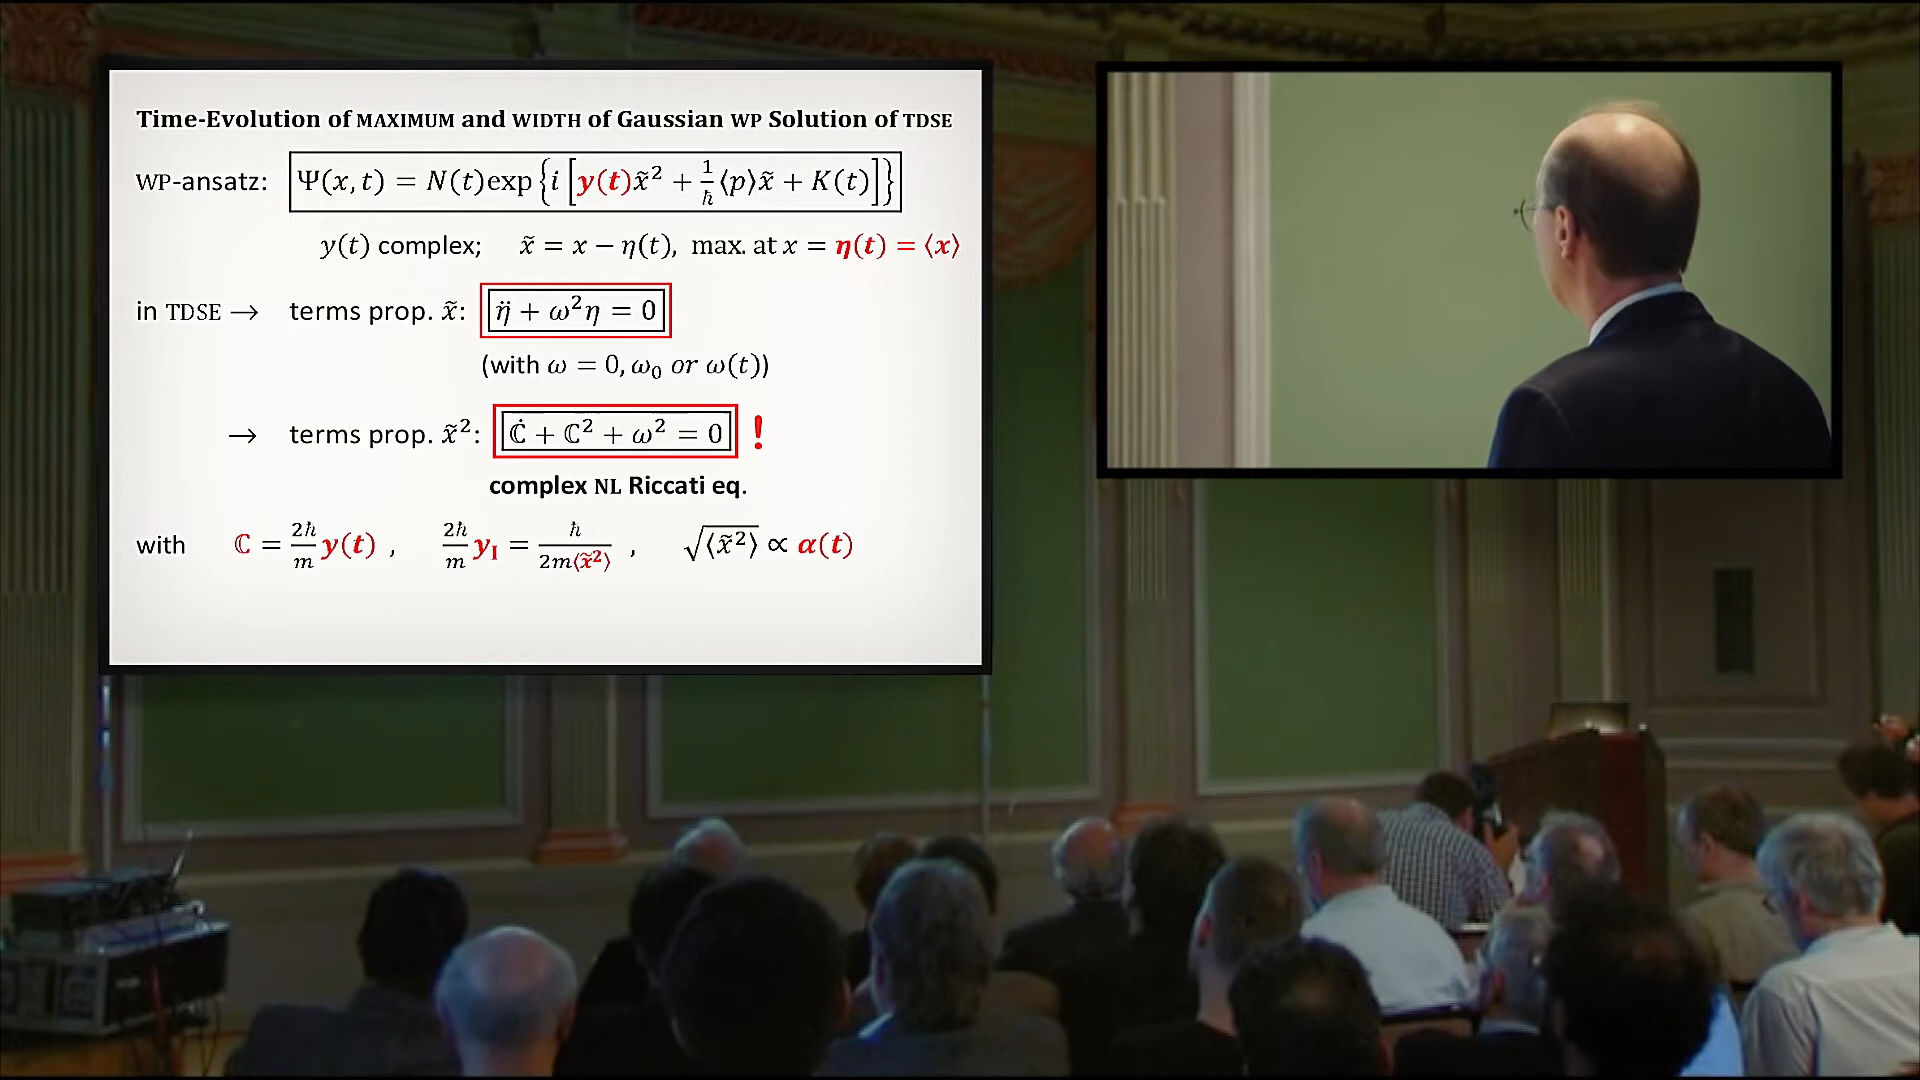 Time-Evolution of MAXIMUM and WIDTH of Gaussian WP Solution of TDSE
WP-ansatz: Ψ(x, t) = N(t)exp{i [y(t)x̃² + 1/ħ ⟨p⟩x̃ + K(t)]}
y(t) complex; x̃ = x − η(t), max. at x = η(t) = ⟨x⟩
in TDSE → terms prop. x̃: η̈ + ω²η = 0
(with ω = 0, ω₀ or ω(t))
→ terms prop. x̃²: ℂ̇ + ℂ² + ω² = 0 !
complex NL Riccati eq.
with ℂ = 2ħ/m y(t) , 2ħ/m yI = ħ/2m⟨x̃²⟩ , √⟨x̃²⟩ ∝ α(t)